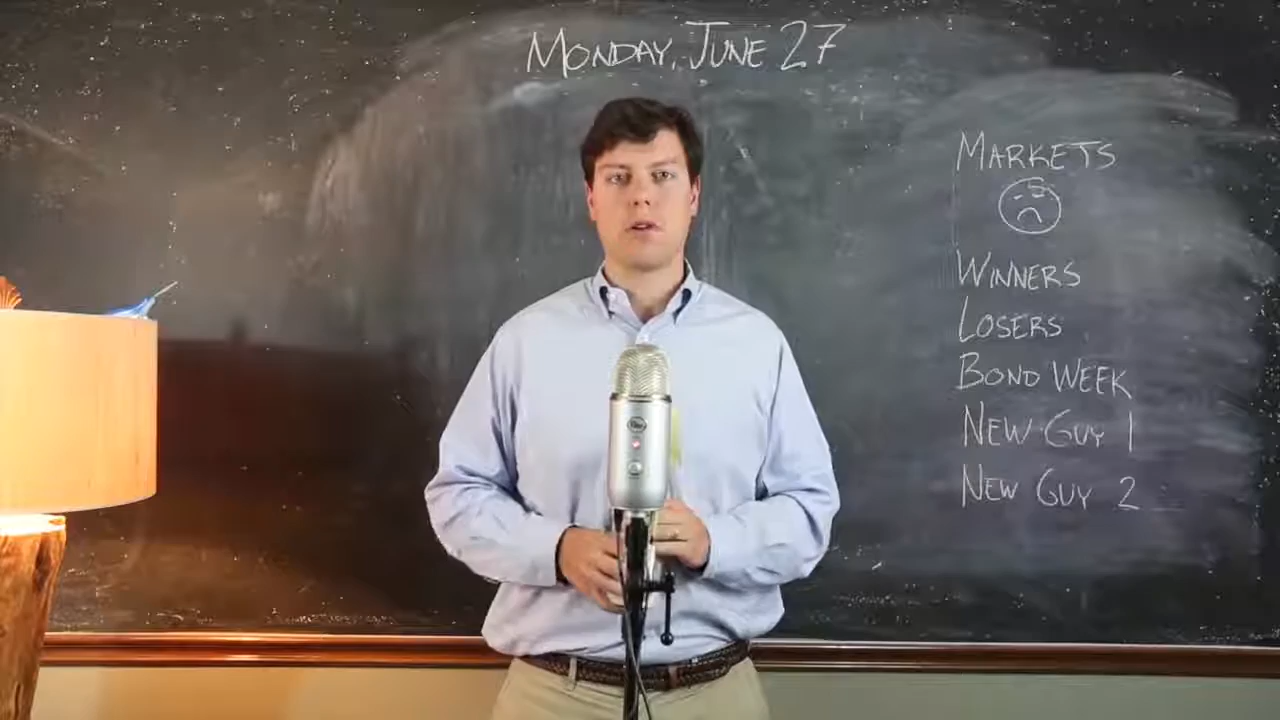 MONDAY, JUNE 27
MARKETS
WINNERS
LOSERS
BOND WEEK
NEW GUY 1
NEW GUY 2